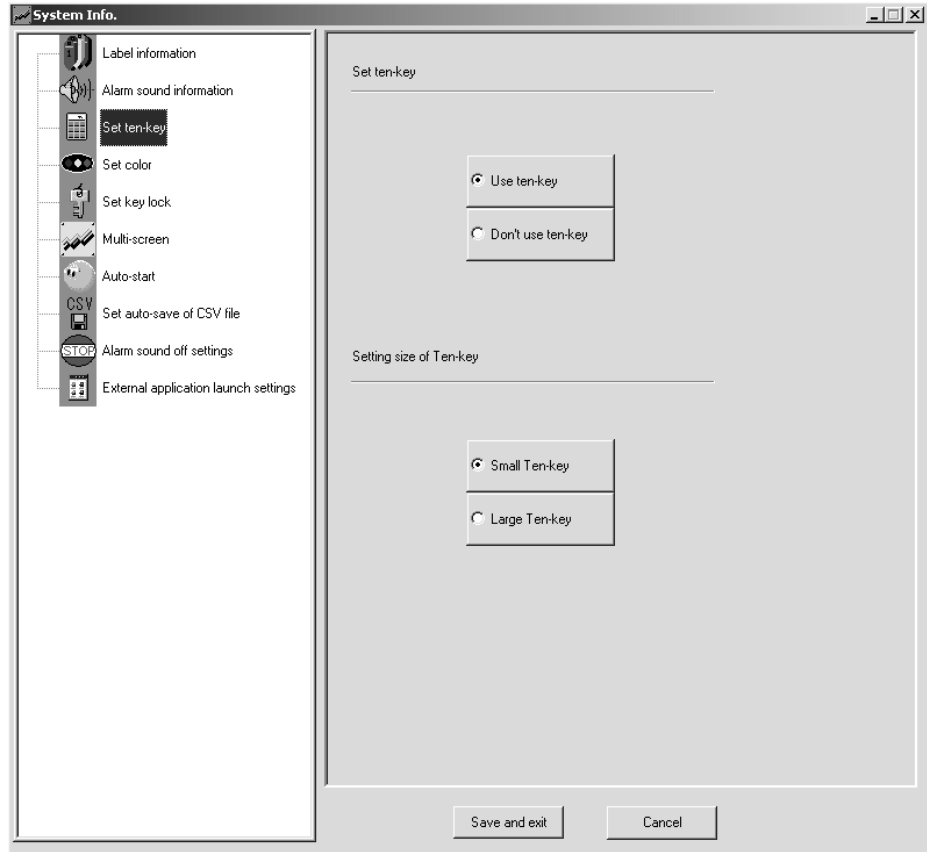 System Info.
Label information
Alarm sound information
Set ten-key
Set color
Set key lock
Multi-screen
Auto-start
CSV
Set auto-save of CSV file
STOP
Alarm sound off settings
External application launch settings
Set ten-key
Use ten-key
Don't use ten-key
Setting size of Ten-key
Small Ten-key
Large Ten-key
Save and exit
Cancel